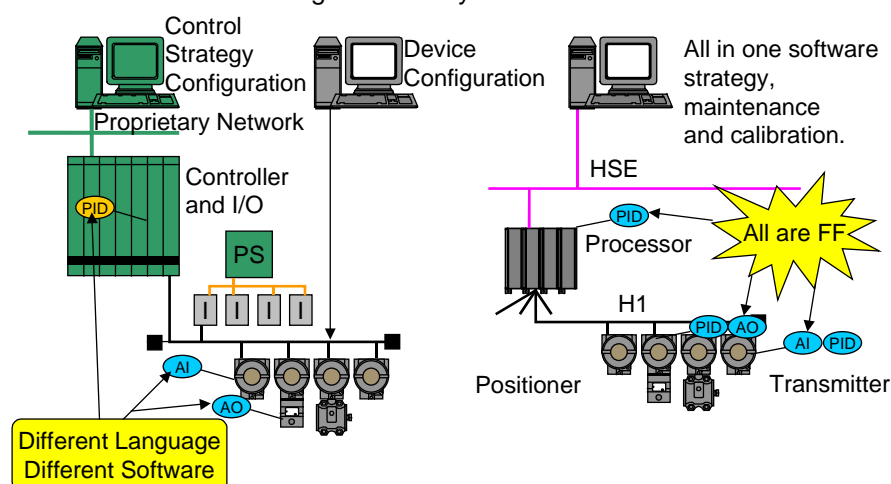 Control
Strategy
Configuration
Device
Configuration
All in one software
strategy,
maintenance
and calibration.
Proprietary Network
HSE
Controller
and I/O
PID
PID
Processor
All are FF
PS
I I I I
H1
PID AO
AI PID
AI
AO
Positioner
Transmitter
Different Language
Different Software